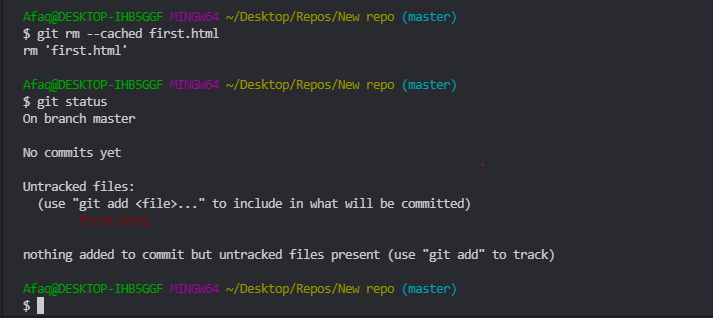 Afaq@DESKTOP-IHB5GGF MINGW64 ~/Desktop/Repos/New repo (master)
$ git rm --cached first.html
rm 'first.html'
Afaq@DESKTOP-IHB5GGF MINGW64 ~/Desktop/Repos/New repo (master)
$ git status
On branch master
No commits yet
Untracked files:
(use "git add <file>..." to include in what will be committed)
first.html
nothing added to commit but untracked files present (use "git add" to track)
Afaq@DESKTOP-IHB5GGF MINGW64 ~/Desktop/Repos/New repo (master)
$